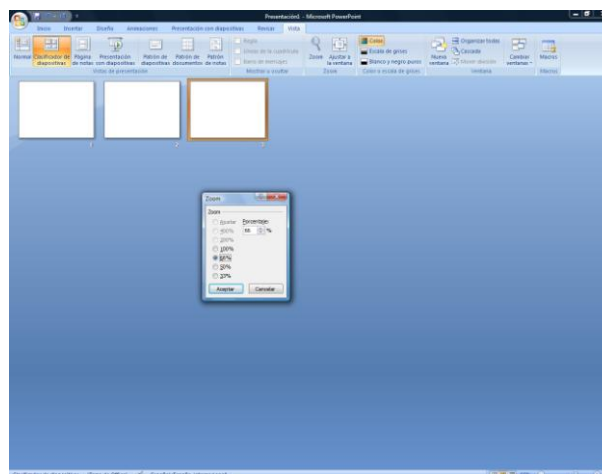 Presentación1 - Microsoft PowerPoint
Inicio Insertar Diseño Animaciones Presentación con diapositivas Revisar Vista
Normal Clasificador de diapositivas Página de notas Presentación con diapositivas Patrón de diapositivas Patrón de documentos Patrón de notas
Regla
Líneas de la cuadrícula
Barra de mensajes
Zoom Ajustar a la ventana
Color
Escala de grises
Blanco y negro puros
Nueva ventana
Organizar todas
Cascada
Mover división
Cambiar ventanas
Macros
Vistas de presentación Mostrar u ocultar Zoom Color o escala de grises Ventana Macros
1 2 3
Zoom
Zoom
Ajustar Porcentaje:
400% 66 %
200%
100%
66%
50%
33%
Aceptar Cancelar